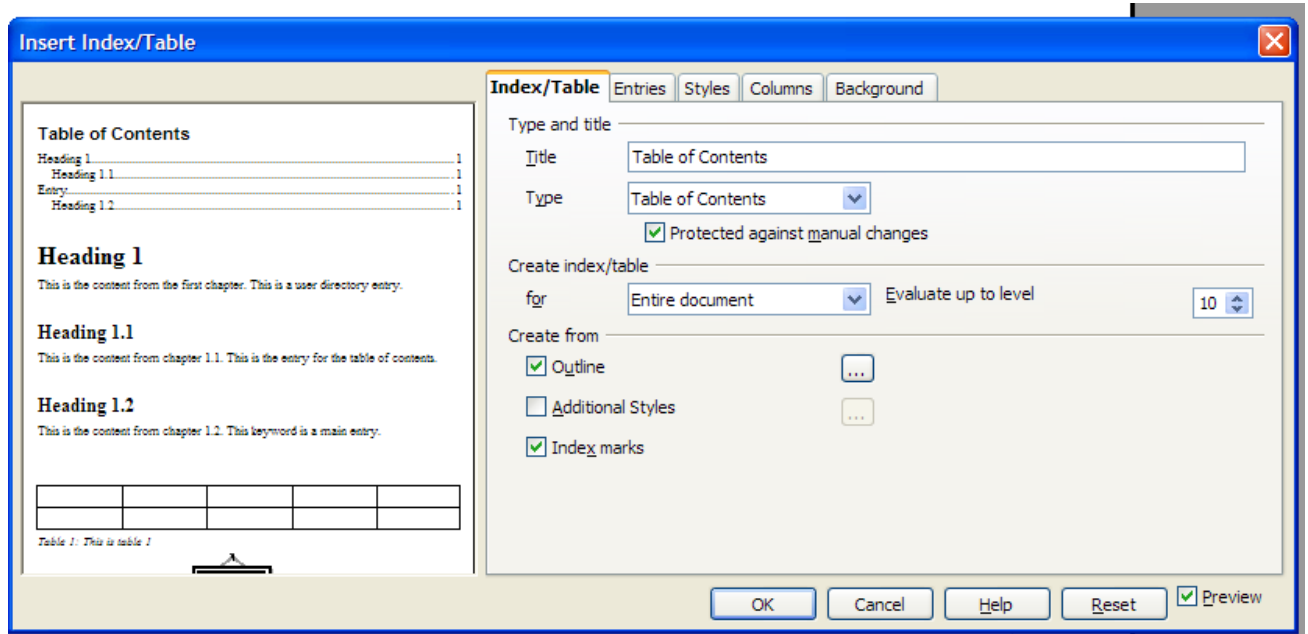 Insert Index/Table
Table of Contents
Heading 1 1
Heading 1.1 1
Entry 1
Heading 1.2 1
Heading 1
This is the content from the first chapter. This is a user directory entry.
Heading 1.1
This is the content from chapter 1.1. This is the entry for the table of contents.
Heading 1.2
This is the content from chapter 1.2. This keyword is a main entry.
Table 1: This is table 1
Index/Table Entries Styles Columns Background
Type and title
Title Table of Contents
Type Table of Contents
Protected against manual changes
Create index/table
for Entire document Evaluate up to level 10
Create from
Outline ...
Additional Styles ...
Index marks
OK Cancel Help Reset Preview